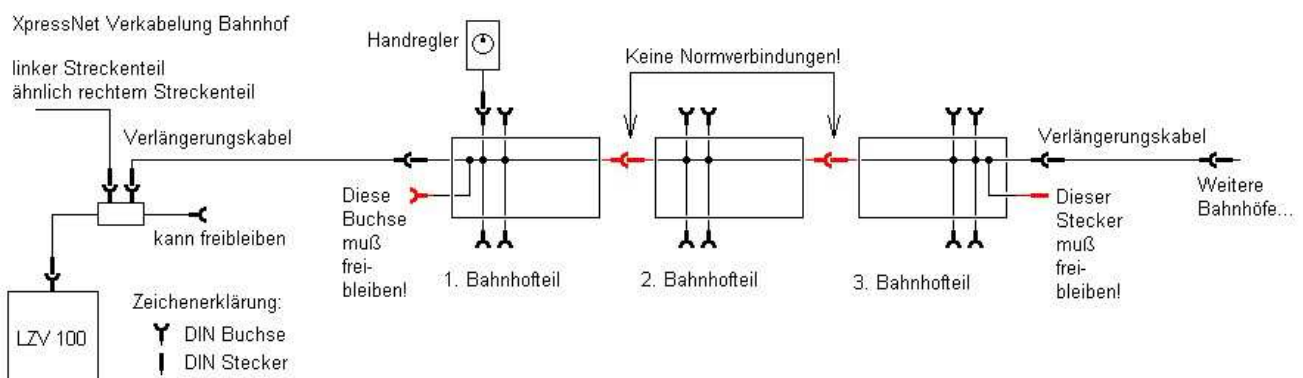 XpressNet Verkabelung Bahnhof
linker Streckenteil
ähnlich rechtem Streckenteil
Verlängerungskabel
Handregler
Keine Normverbindungen!
Verlängerungskabel
kann freibleiben
Diese
Buchse
muß
frei-
bleiben!
1. Bahnhofteil
2. Bahnhofteil
3. Bahnhofteil
Dieser
Stecker
muß
frei-
bleiben!
Weitere
Bahnhöfe...
LZV 100
Zeichenerklärung:
DIN Buchse
DIN Stecker